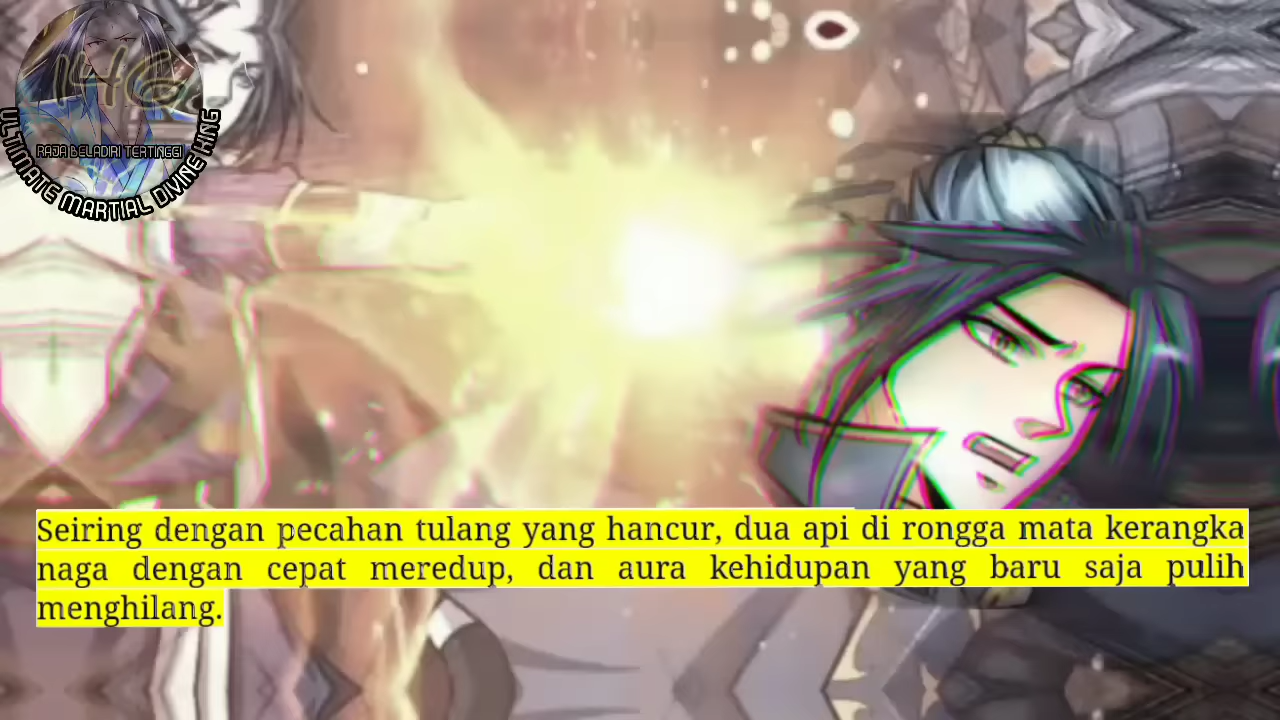 146
RAJA BELADIRI TERTINGGI
ULTIMATE MARTIAL DIVINE KING
Seiring dengan pecahan tulang yang hancur, dua api di rongga mata kerangka
naga dengan cepat meredup, dan aura kehidupan yang baru saja pulih
menghilang.